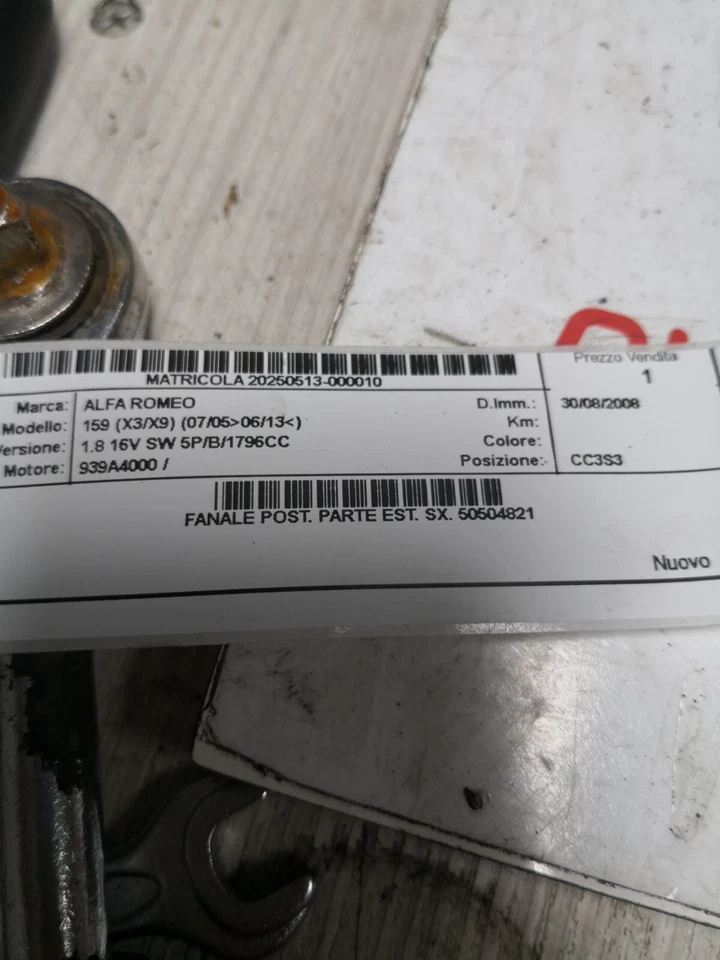 MATRICOLA 20250513-000010
Prezzo Vendita
1
Marca: ALFA ROMEO D.Imm.: 30/08/2008
Modello: 159 (X3/X9) (07/05>06/13<) Km:
ersione: 1.8 16V SW 5P/B/1796CC Colore:
Motore: 939A4000 / Posizione: CC3S3
FANALE POST. PARTE EST. SX. 50504821
Nuovo